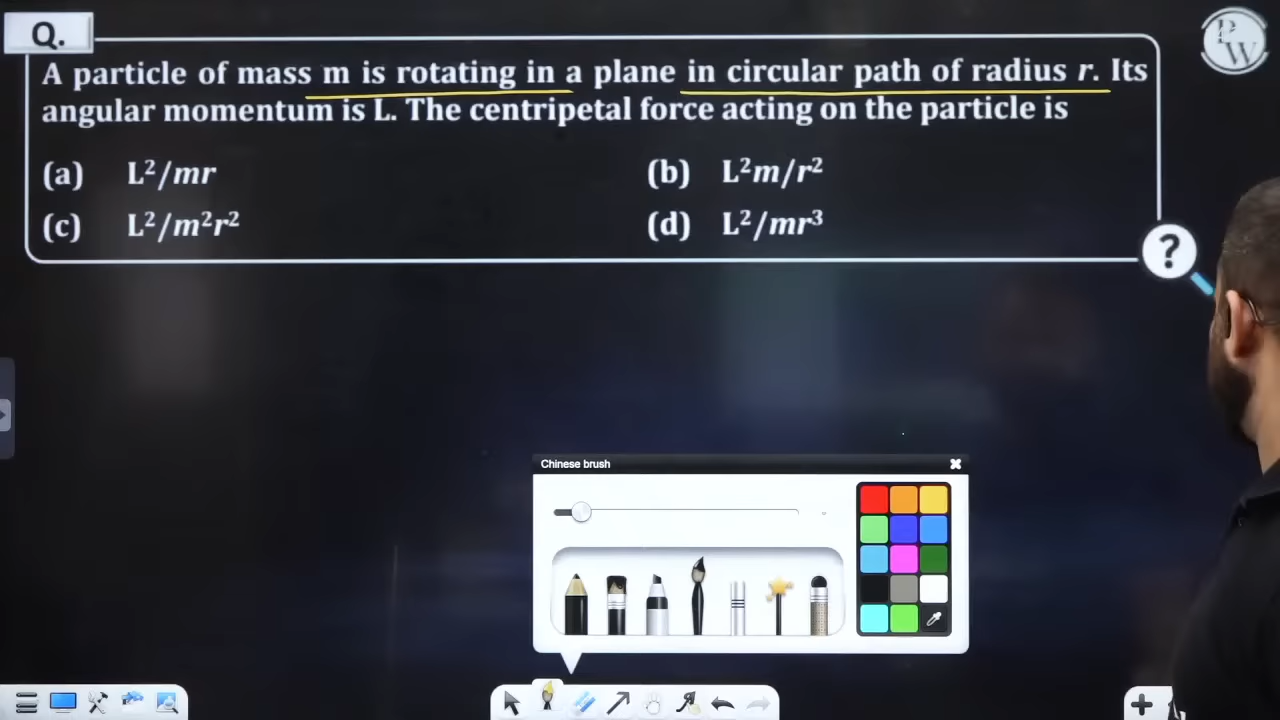 Q.
PW
A particle of mass m is rotating in a plane in circular path of radius r. Its
angular momentum is L. The centripetal force acting on the particle is
(a) L²/mr
(b) L²m/r²
(c) L²/m²r²
(d) L²/mr³
?
Chinese brush